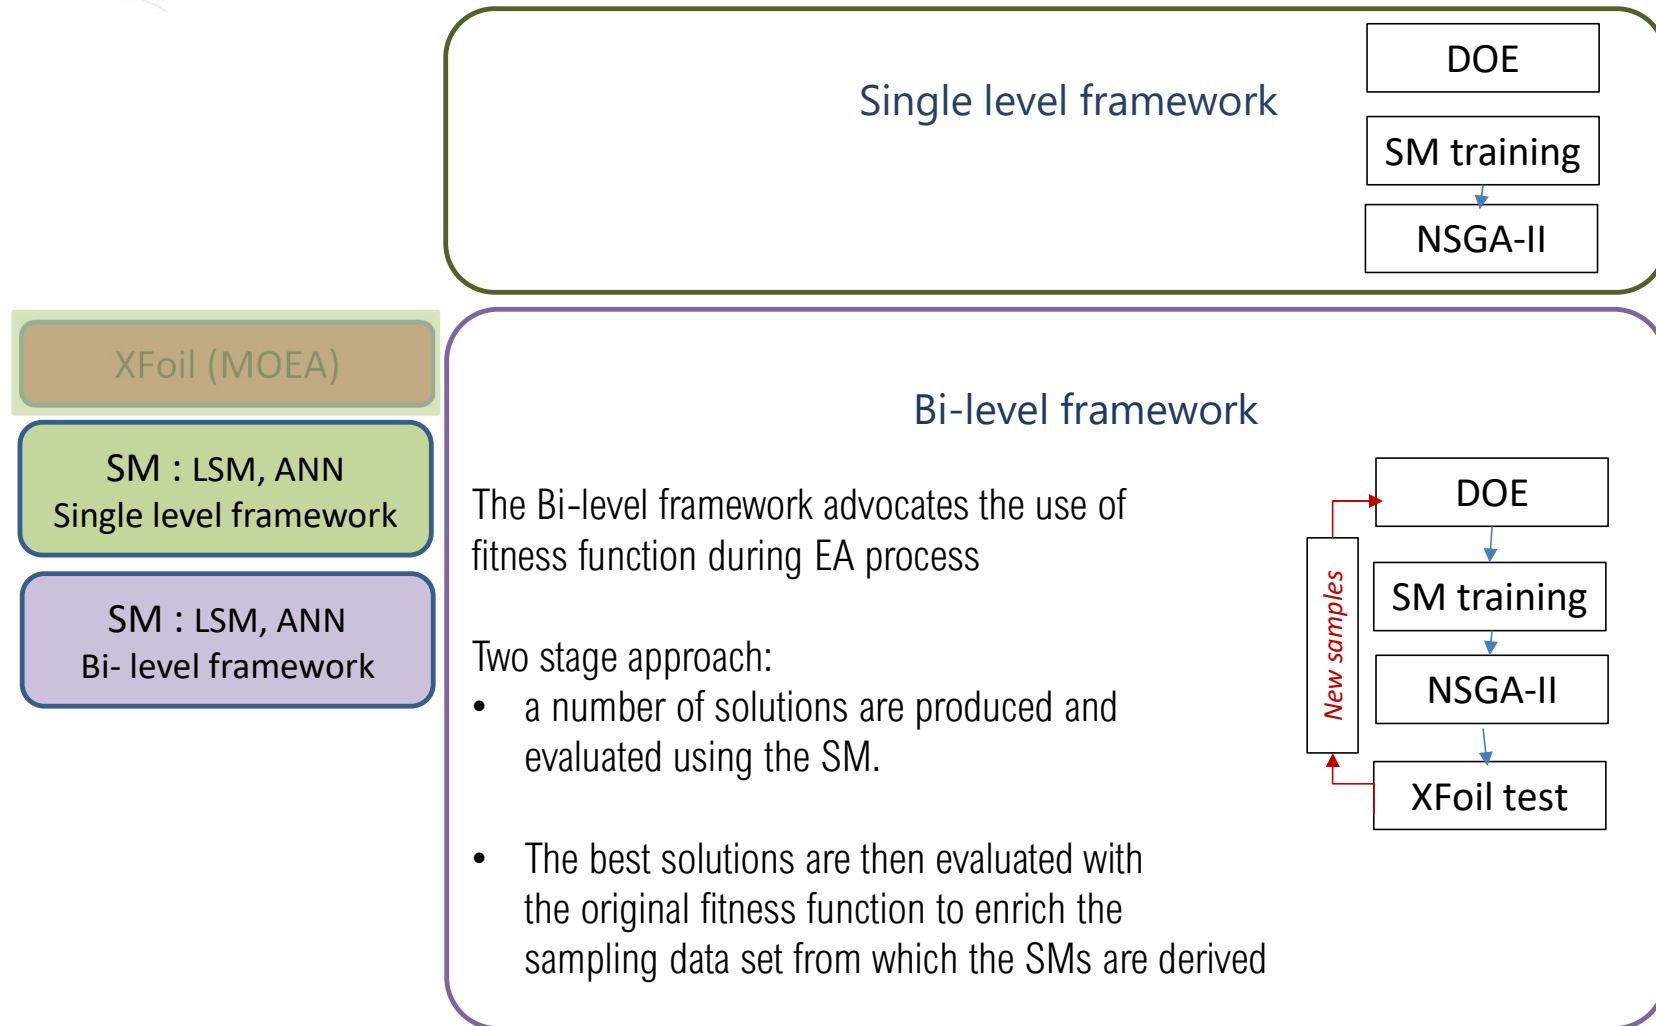 Single level framework
DOE
SM training
NSGA-II
XFoil (MOEA)
SM : LSM, ANN
Single level framework
SM : LSM, ANN
Bi- level framework
Bi-level framework
The Bi-level framework advocates the use of
fitness function during EA process
Two stage approach:
• a number of solutions are produced and
evaluated using the SM.
• The best solutions are then evaluated with
the original fitness function to enrich the
sampling data set from which the SMs are derived
DOE
SM training
NSGA-II
XFoil test
New samples